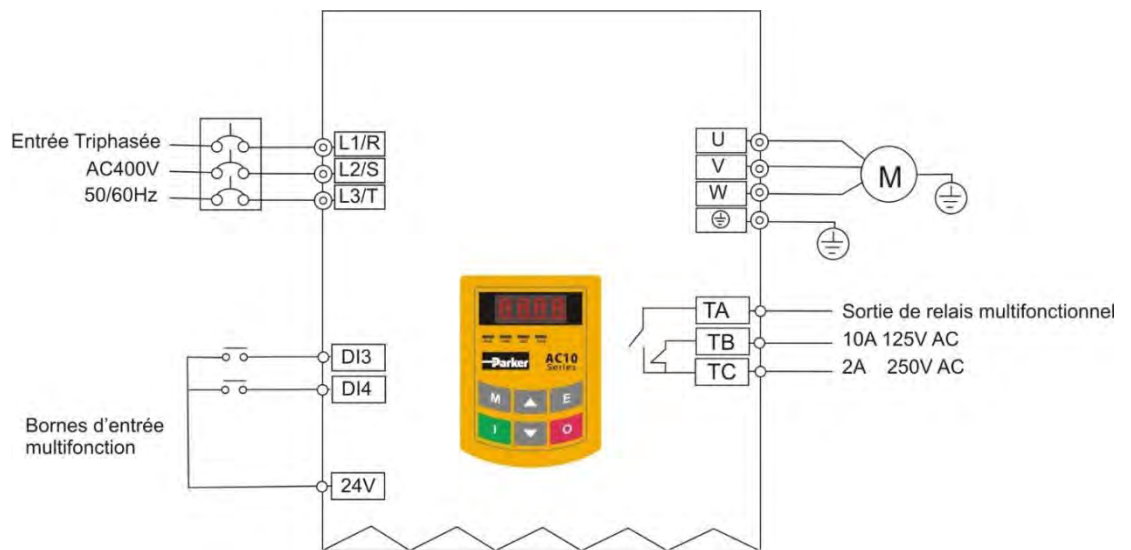 Entrée Triphasée
AC400V
50/60Hz
L1/R
L2/S
L3/T
U
V
W
M
TA
TB
TC
Sortie de relais multifonctionnel
10A 125V AC
2A 250V AC
DI3
DI4
24V
Bornes d'entrée
multifonction
Parker
AC10
Series
M
E
I
O